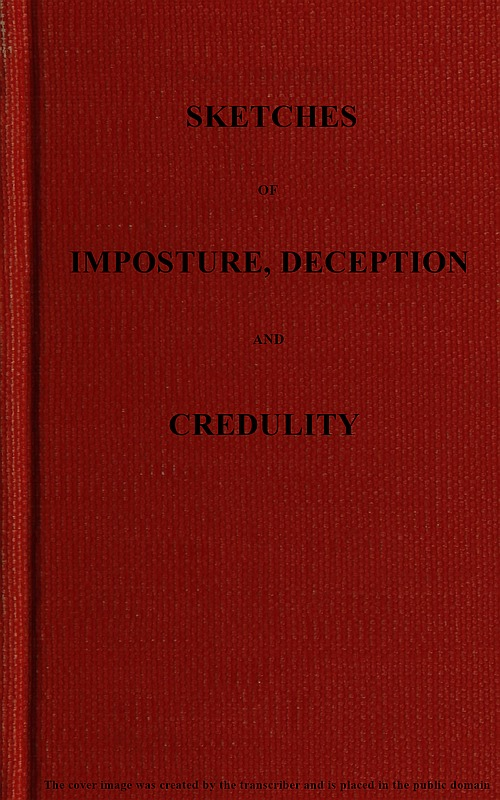 SKETCHES
OF
IMPOSTURE, DECEPTION
AND
CREDULITY
The cover image was created by the transcriber and is placed in the public domain